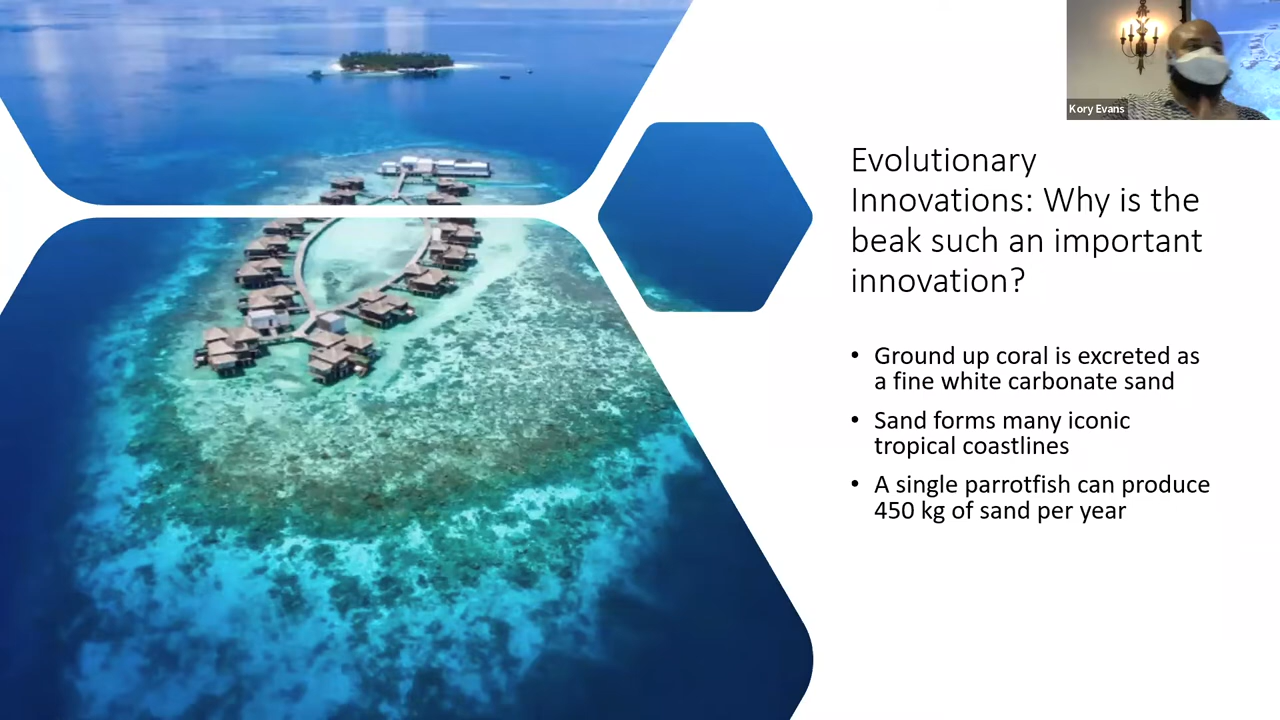 Kory Evans
Evolutionary
Innovations: Why is the
beak such an important
innovation?
• Ground up coral is excreted as
a fine white carbonate sand
• Sand forms many iconic
tropical coastlines
• A single parrotfish can produce
450 kg of sand per year